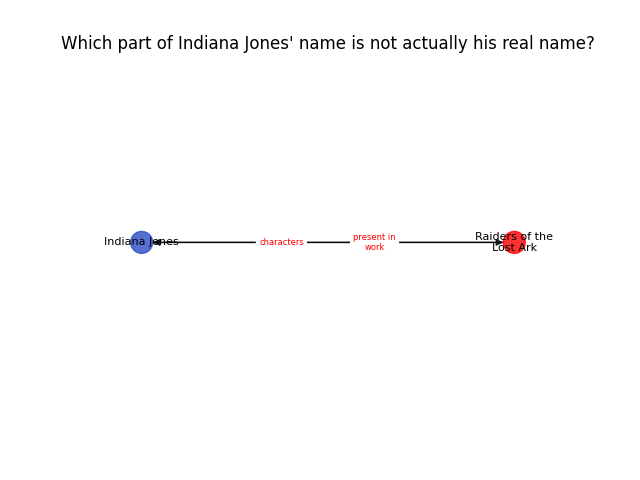 Which part of Indiana Jones' name is not actually his real name?
Indiana Jones
characters
present in
work
Raiders of the
Lost Ark